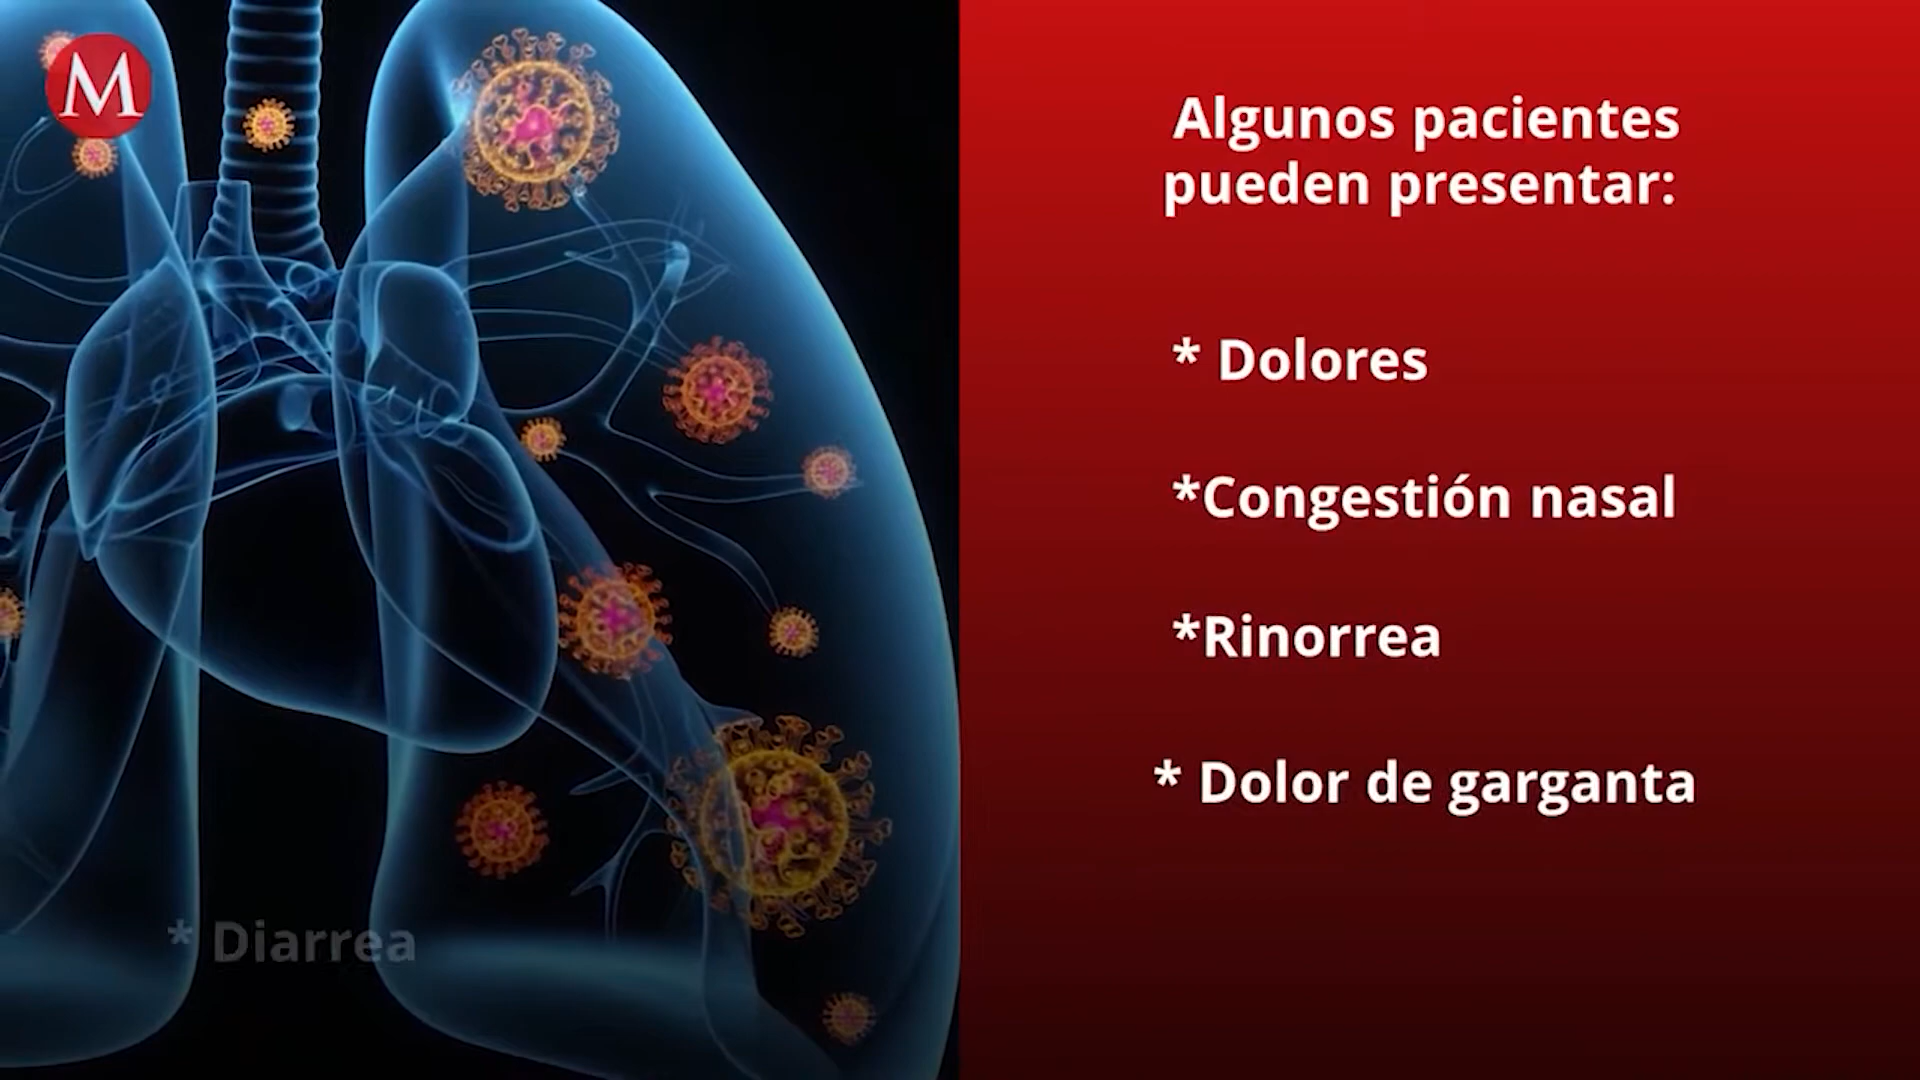 M
Algunos pacientes
pueden presentar:
* Dolores
*Congestión nasal
*Rinorrea
* Dolor de garganta
* Diarrea